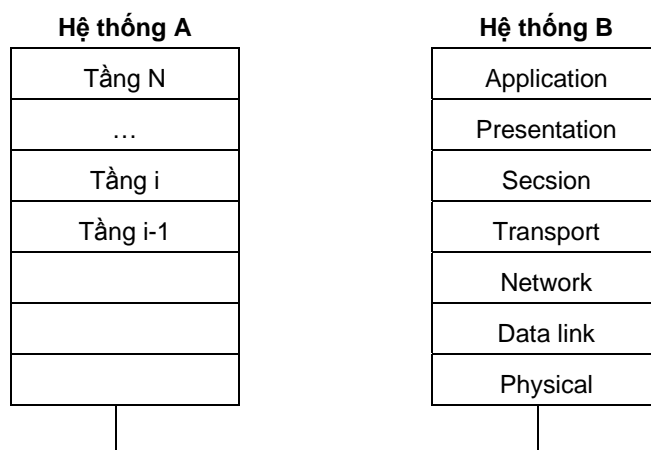 Hệ thống A
Tầng N
…
Tầng i
Tầng i-1
Hệ thống B
Application
Presentation
Secsion
Transport
Network
Data link
Physical